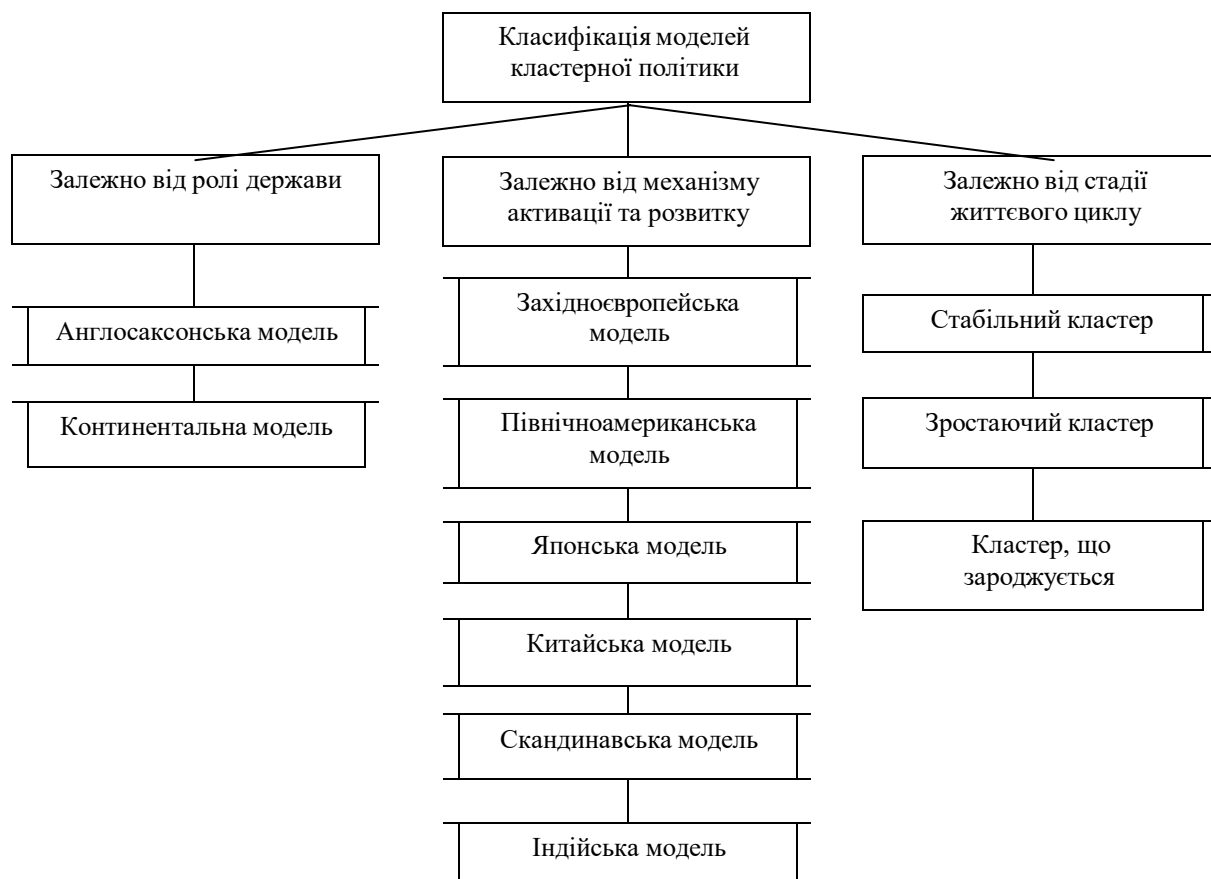 Класифікація моделей
кластерної політики
Залежно від ролі держави
Залежно від механізму
активації та розвитку
Залежно від стадії
життєвого циклу
Англосаксонська модель
Континентальна модель
Західноєвропейська
модель
Північноамериканська
модель
Японська модель
Китайська модель
Скандинавська модель
Індійська модель
Стабільний кластер
Зростаючий кластер
Кластер, що
зароджується